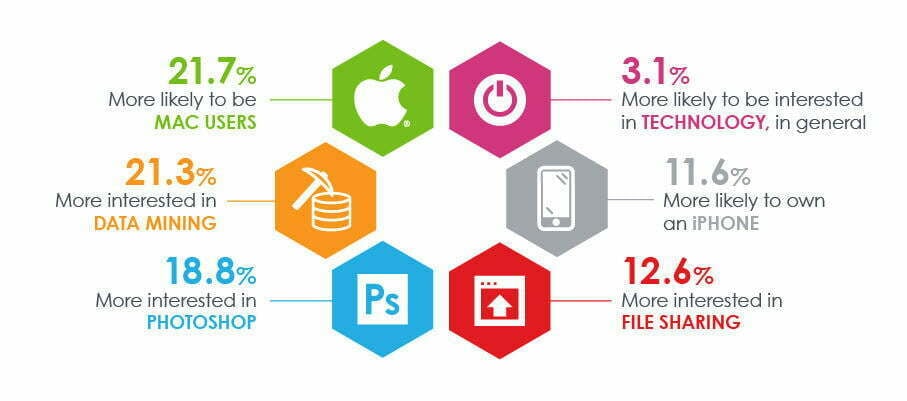 21.7%
More likely to be
MAC USERS
®
3.1%
More likely to be interested
in TECHNOLOGY, in general
21.3%
More interested in
DATA MINING
11.6%
More likely to own
an iPHONE
18.8%
More interested in
PHOTOSHOP
Ps
12.6%
More interested in
FILE SHARING